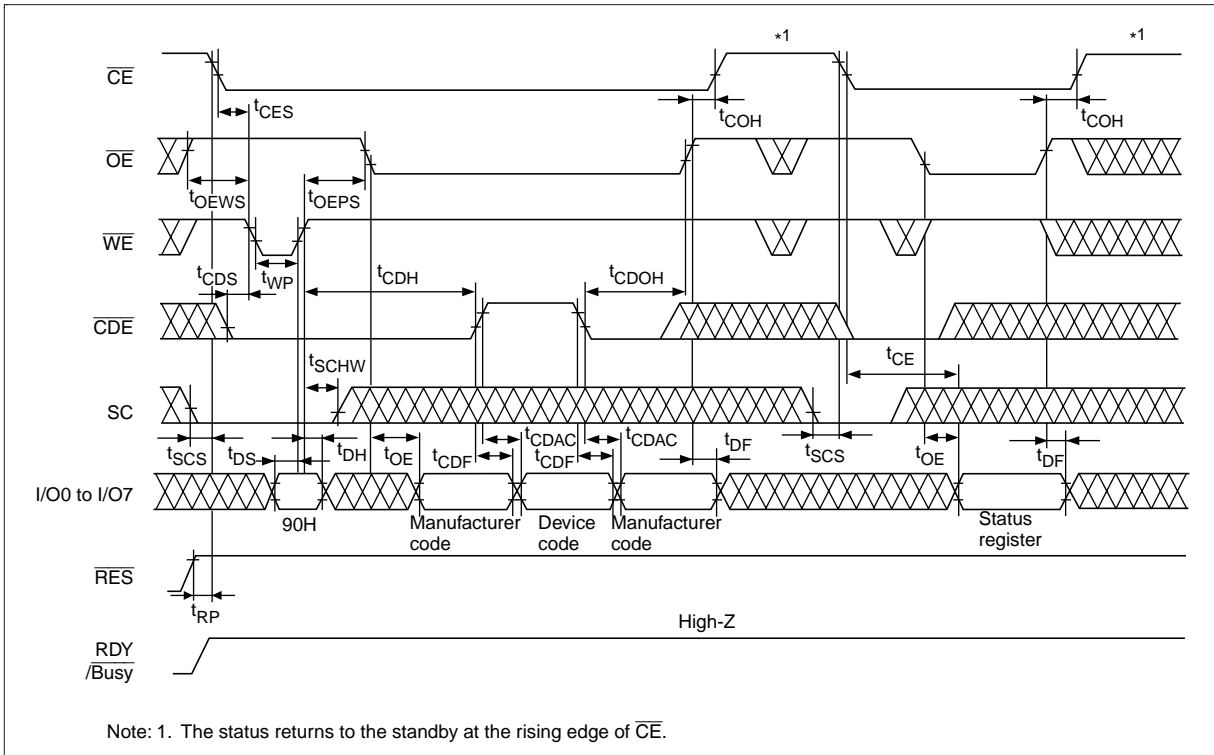 *1 *1
CE
tCES
tCOH tCOH
OE
tOEWS tOEPS
WE
tCDS tWP tCDH tCDOH
CDE
tSCHW tCE
SC
tSCS tDS tDH tOE tCDAC tCDAC tDF tSCS tOE tDF
tCDF tCDF
I/O0 to I/O7
90H Manufacturer code Device code Manufacturer code Status register
RES
tRP
High-Z
RDY
/Busy
Note: 1. The status returns to the standby at the rising edge of CE.